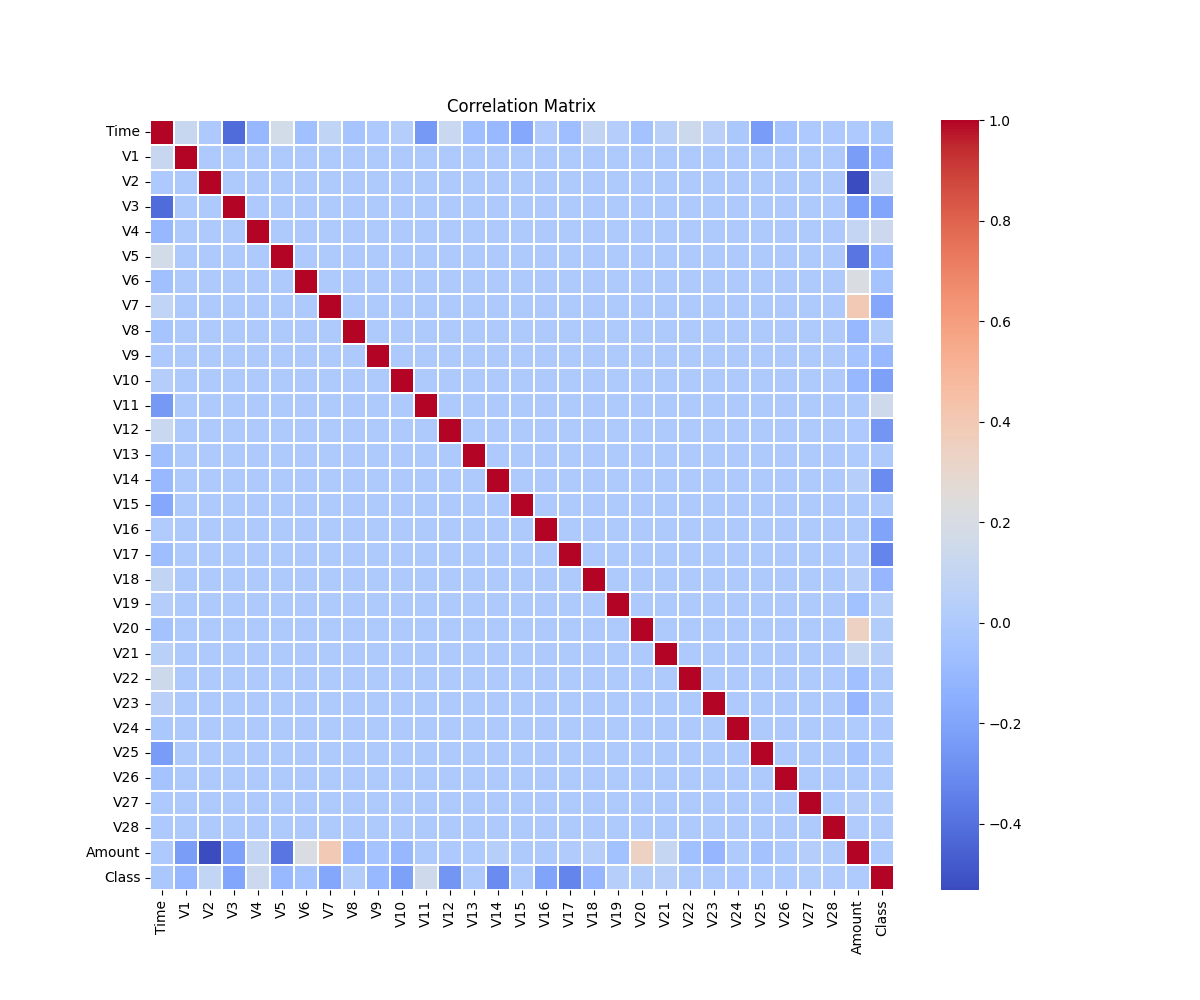 Correlation Matrix
Time
V1
V2
V3
V4
V5
V6
V7
V8
V9
V10
V11
V12
V13
V14
V15
V16
V17
V18
V19
V20
V21
V22
V23
V24
V25
V26
V27
V28
Amount
Class
Time
V1
V2
V3
V4
V5
V6
V7
V8
V9
V10
V11
V12
V13
V14
V15
V16
V17
V18
V19
V20
V21
V22
V23
V24
V25
V26
V27
V28
Amount
Class
1.0
0.8
0.6
0.4
0.2
0.0
−0.2
−0.4